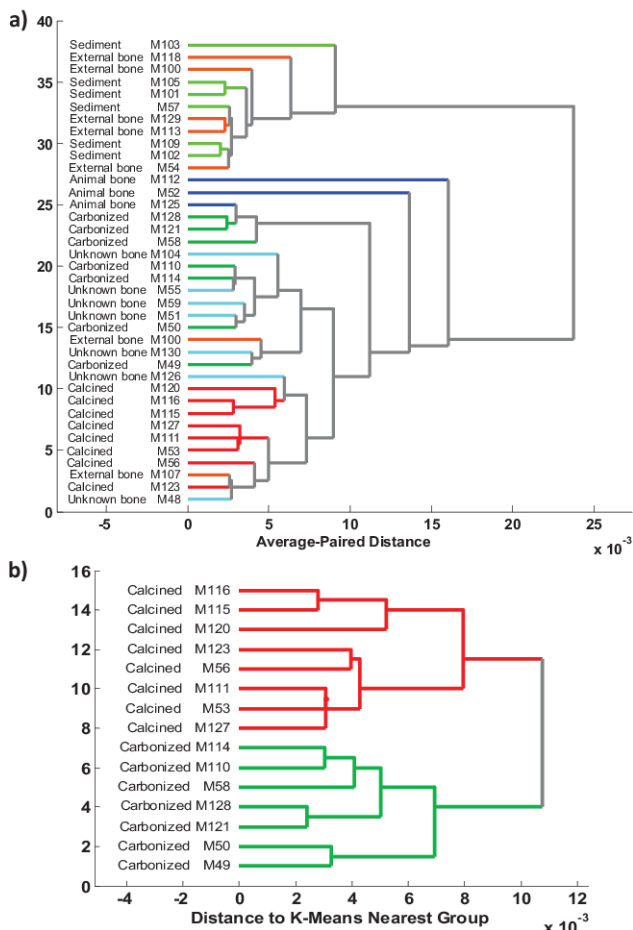 a)
40
35
30
25
20
15
10
5
0
Sediment M103
External bone M118
External bone M100
Sediment M105
Sediment M101
Sediment M57
External bone M129
External bone M113
Sediment M109
Sediment M102
External bone M54
Animal bone M112
Animal bone M52
Animal bone M125
Carbonized M128
Carbonized M121
Carbonized M58
Unknown bone M104
Carbonized M110
Carbonized M114
Unknown bone M55
Unknown bone M59
Unknown bone M51
Carbonized M50
External bone M100
Unknown bone M130
Carbonized M49
Unknown bone M126
Calcined M120
Calcined M116
Calcined M115
Calcined M127
Calcined M111
Calcined M53
Calcined M56
External bone M107
Calcined M123
Unknown bone M48
-5 0 5 10 15 20 25
Average-Paired Distance
x 10⁻³
b)
16
14
12
10
8
6
4
2
0
Calcined M116
Calcined M115
Calcined M120
Calcined M123
Calcined M56
Calcined M111
Calcined M53
Calcined M127
Carbonized M114
Carbonized M110
Carbonized M58
Carbonized M128
Carbonized M121
Carbonized M50
Carbonized M49
-4 -2 0 2 4 6 8 10 12
Distance to K-Means Nearest Group
x 10⁻³